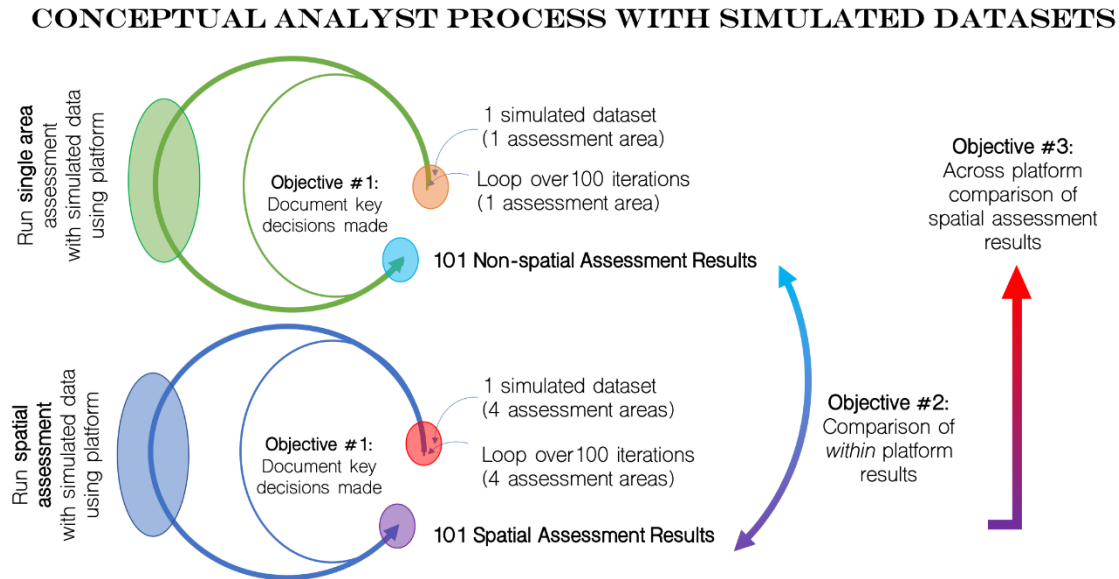 CONCEPTUAL ANALYST PROCESS WITH SIMULATED DATASETS
Run single area
assessment
with simulated data
using platform
Objective #1:
Document key
decisions made
1 simulated dataset
(1 assessment area)
Loop over 100 iterations
(1 assessment area)
101 Non-spatial Assessment Results
Run spatial
assessment
with simulated data
using platform
Objective #1:
Document key
decisions made
1 simulated dataset
(4 assessment areas)
Loop over 100 iterations
(4 assessment areas)
101 Spatial Assessment Results
Objective #2:
Comparison of
within platform
results
Objective #3:
Across platform
comparison of
spatial assessment
results